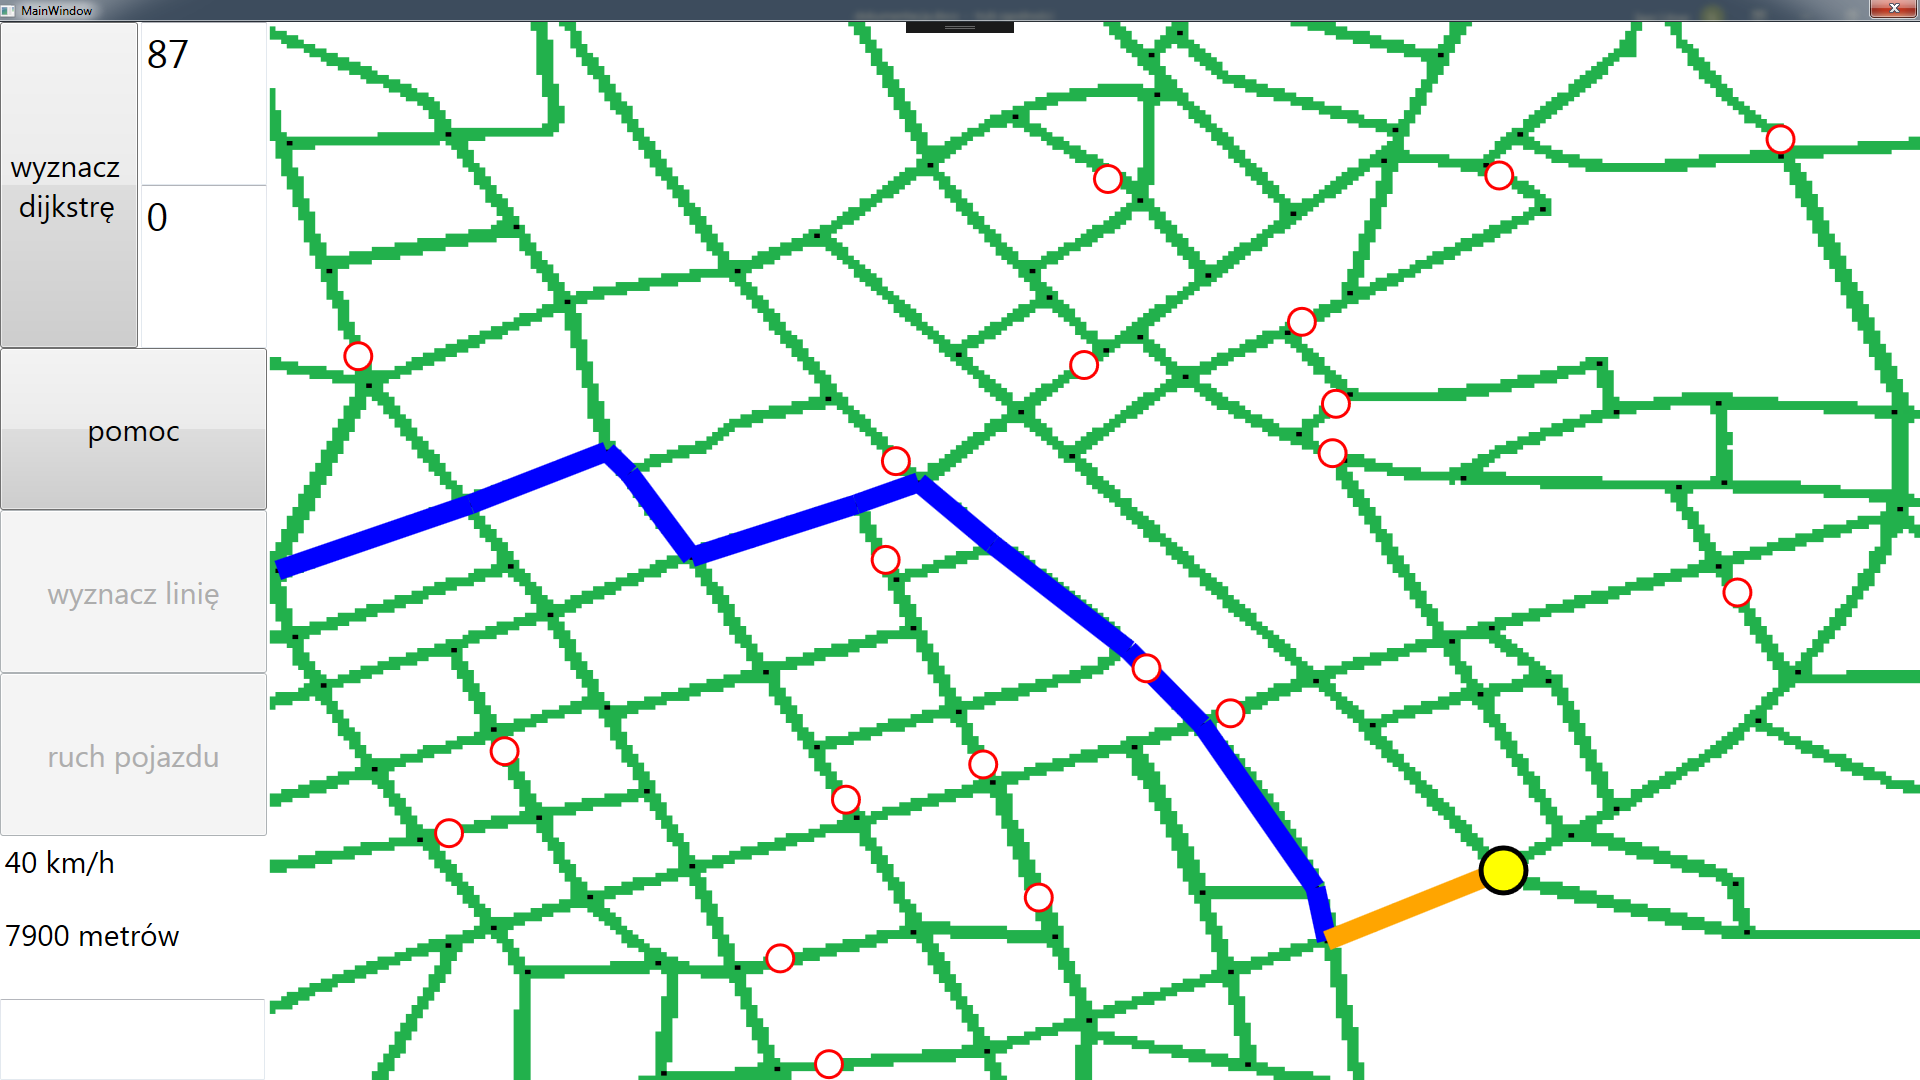 MainWindow
wyznacz
dijkstrę
87
0
pomoc
wyznacz linię
ruch pojazdu
40 km/h
7900 metrów